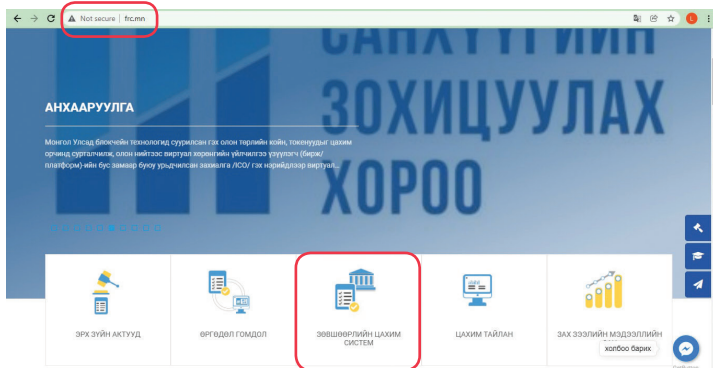 Not secure | frc.mn
L
САНХҮҮГИЙН
ЗОХИЦУУЛАХ
ХОРОО
АНХААРУУЛГА
Монгол Улсад блокчейн технологид суурилсан гэх олон төрлийн койн, токенуудыг цахим
орчинд сурталчилж, олон нийтээс виртуал хөрөнгийн үйлчилгээ үзүүлэгч (бирж/
платформ)-ийн бус замаар буюу урьдчилсан захиалга /ICO/ гэх нэрийдлээр виртуал...
ЭРХ ЗҮЙН АКТУУД
ӨРГӨДӨЛ ГОМДОЛ
ЗӨВШӨӨРЛИЙН ЦАХИМ
СИСТЕМ
ЦАХИМ ТАЙЛАН
ЗАХ ЗЭЭЛИЙН МЭДЭЭЛЛИЙН
холбоо барих